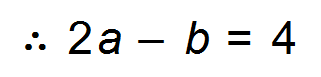 ∴ 2a – b = 4